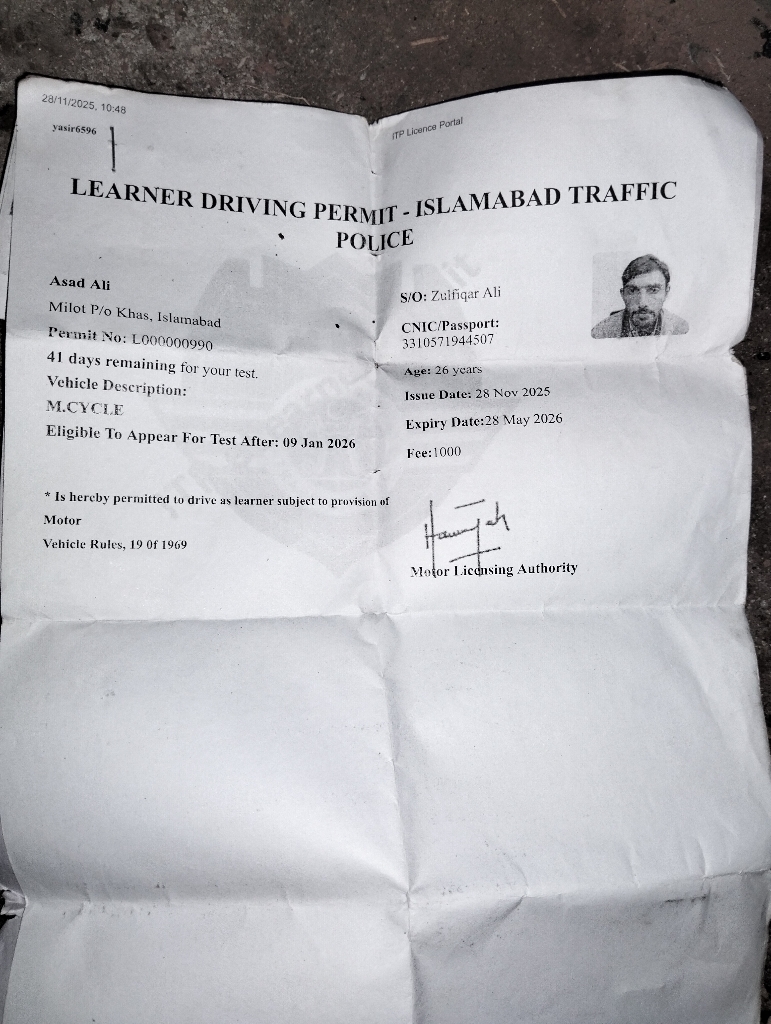 28/11/2025, 10:48
ITP Licence Portal
yasir6596
LEARNER DRIVING PERMIT - ISLAMABAD TRAFFIC
POLICE
Asad Ali
Milot P/o Khas, Islamabad
Permit No: L000000990
41 days remaining for your test.
Vehicle Description:
M.CYCLE
Eligible To Appear For Test After: 09 Jan 2026
S/O: Zulfiqar Ali
CNIC/Passport:
3310571944507
Age: 26 years
Issue Date: 28 Nov 2025
Expiry Date:28 May 2026
Fee:1000
* Is hereby permitted to drive as learner subject to provision of
Motor
Vehicle Rules, 19 Of 1969
Motor Licensing Authority